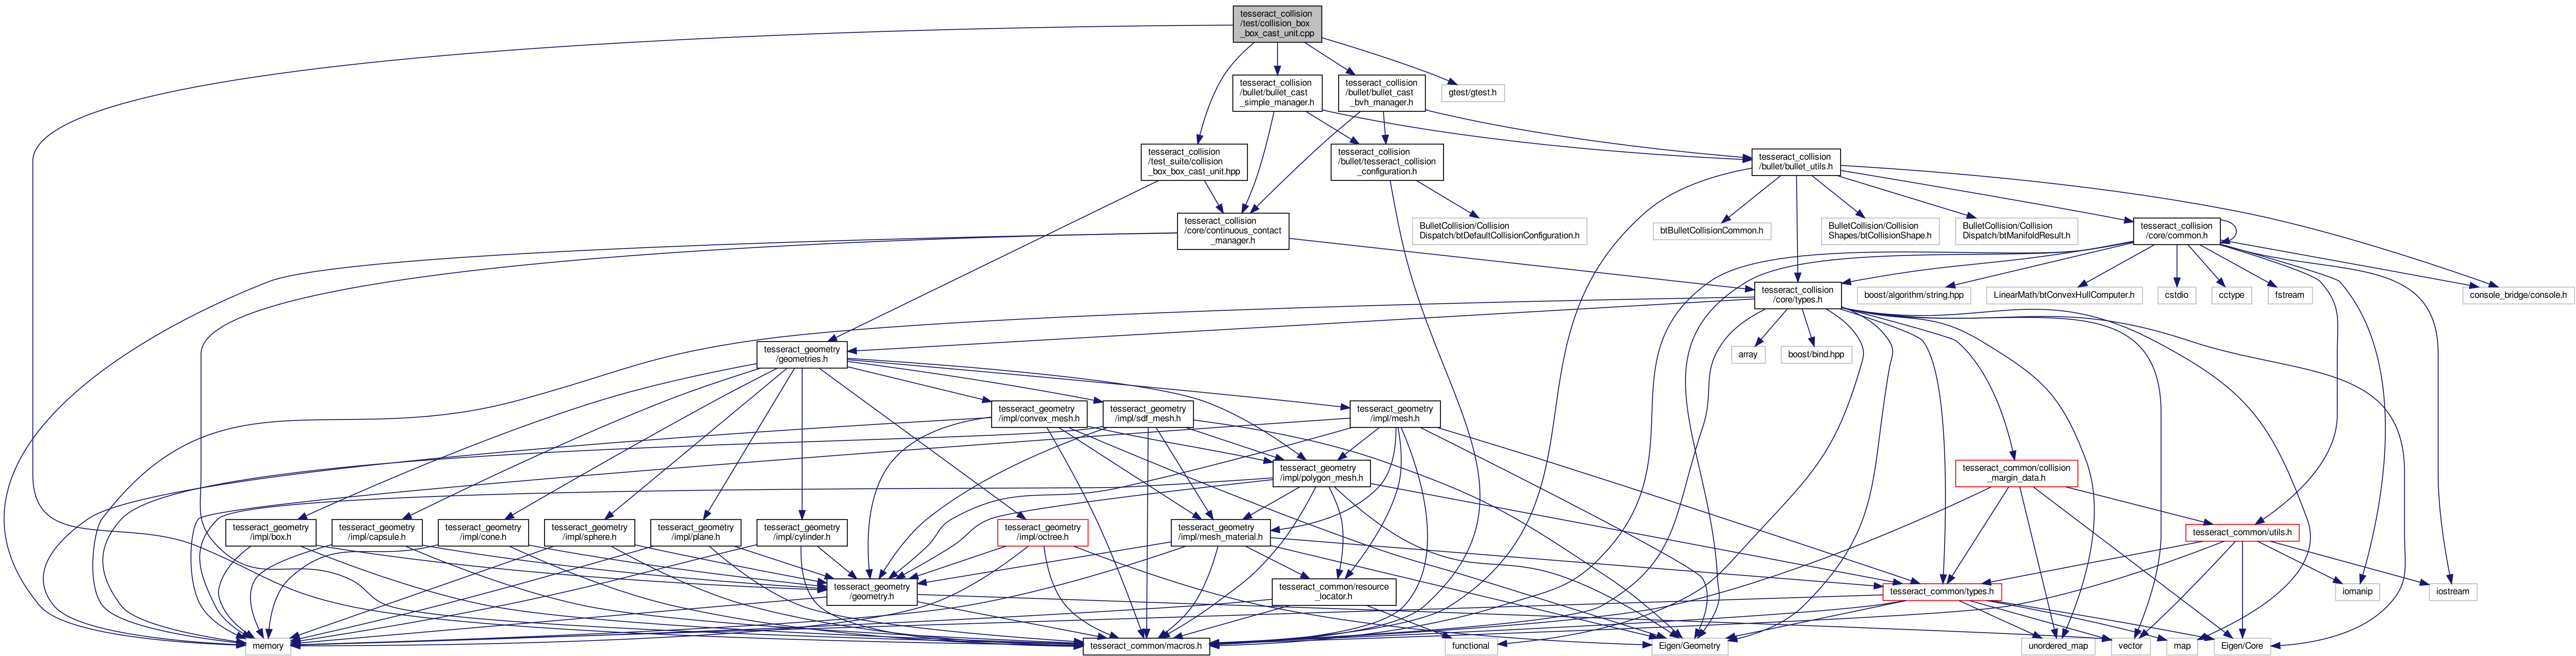 tesseract_collision
/test/collision_box
_box_cast_unit.cpp
tesseract_collision
/bullet/bullet_cast
_simple_manager.h
tesseract_collision
/bullet/bullet_cast
_bvh_manager.h
gtest/gtest.h
tesseract_collision
/test_suite/collision
_box_box_cast_unit.hpp
tesseract_collision
/bullet/tesseract_collision
_configuration.h
tesseract_collision
/bullet/bullet_utils.h
tesseract_collision
/core/continuous_contact
_manager.h
BulletCollision/Collision
Dispatch/btDefaultCollisionConfiguration.h
btBulletCollisionCommon.h
BulletCollision/Collision
Shapes/btCollisionShape.h
BulletCollision/Collision
Dispatch/btManifoldResult.h
tesseract_collision
/core/common.h
tesseract_collision
/core/types.h
boost/algorithm/string.hpp
LinearMath/btConvexHullComputer.h
cstdio
cctype
fstream
console_bridge/console.h
tesseract_geometry
/geometries.h
array
boost/bind.hpp
tesseract_geometry
/impl/convex_mesh.h
tesseract_geometry
/impl/sdf_mesh.h
tesseract_geometry
/impl/mesh.h
tesseract_geometry
/impl/polygon_mesh.h
tesseract_common/collision
_margin_data.h
tesseract_geometry
/impl/box.h
tesseract_geometry
/impl/capsule.h
tesseract_geometry
/impl/cone.h
tesseract_geometry
/impl/sphere.h
tesseract_geometry
/impl/plane.h
tesseract_geometry
/impl/cylinder.h
tesseract_geometry
/impl/octree.h
tesseract_geometry
/impl/mesh_material.h
tesseract_common/utils.h
tesseract_geometry
/geometry.h
tesseract_common/resource
_locator.h
tesseract_common/types.h
iomanip
iostream
memory
tesseract_common/macros.h
functional
Eigen/Geometry
unordered_map
vector
map
Eigen/Core